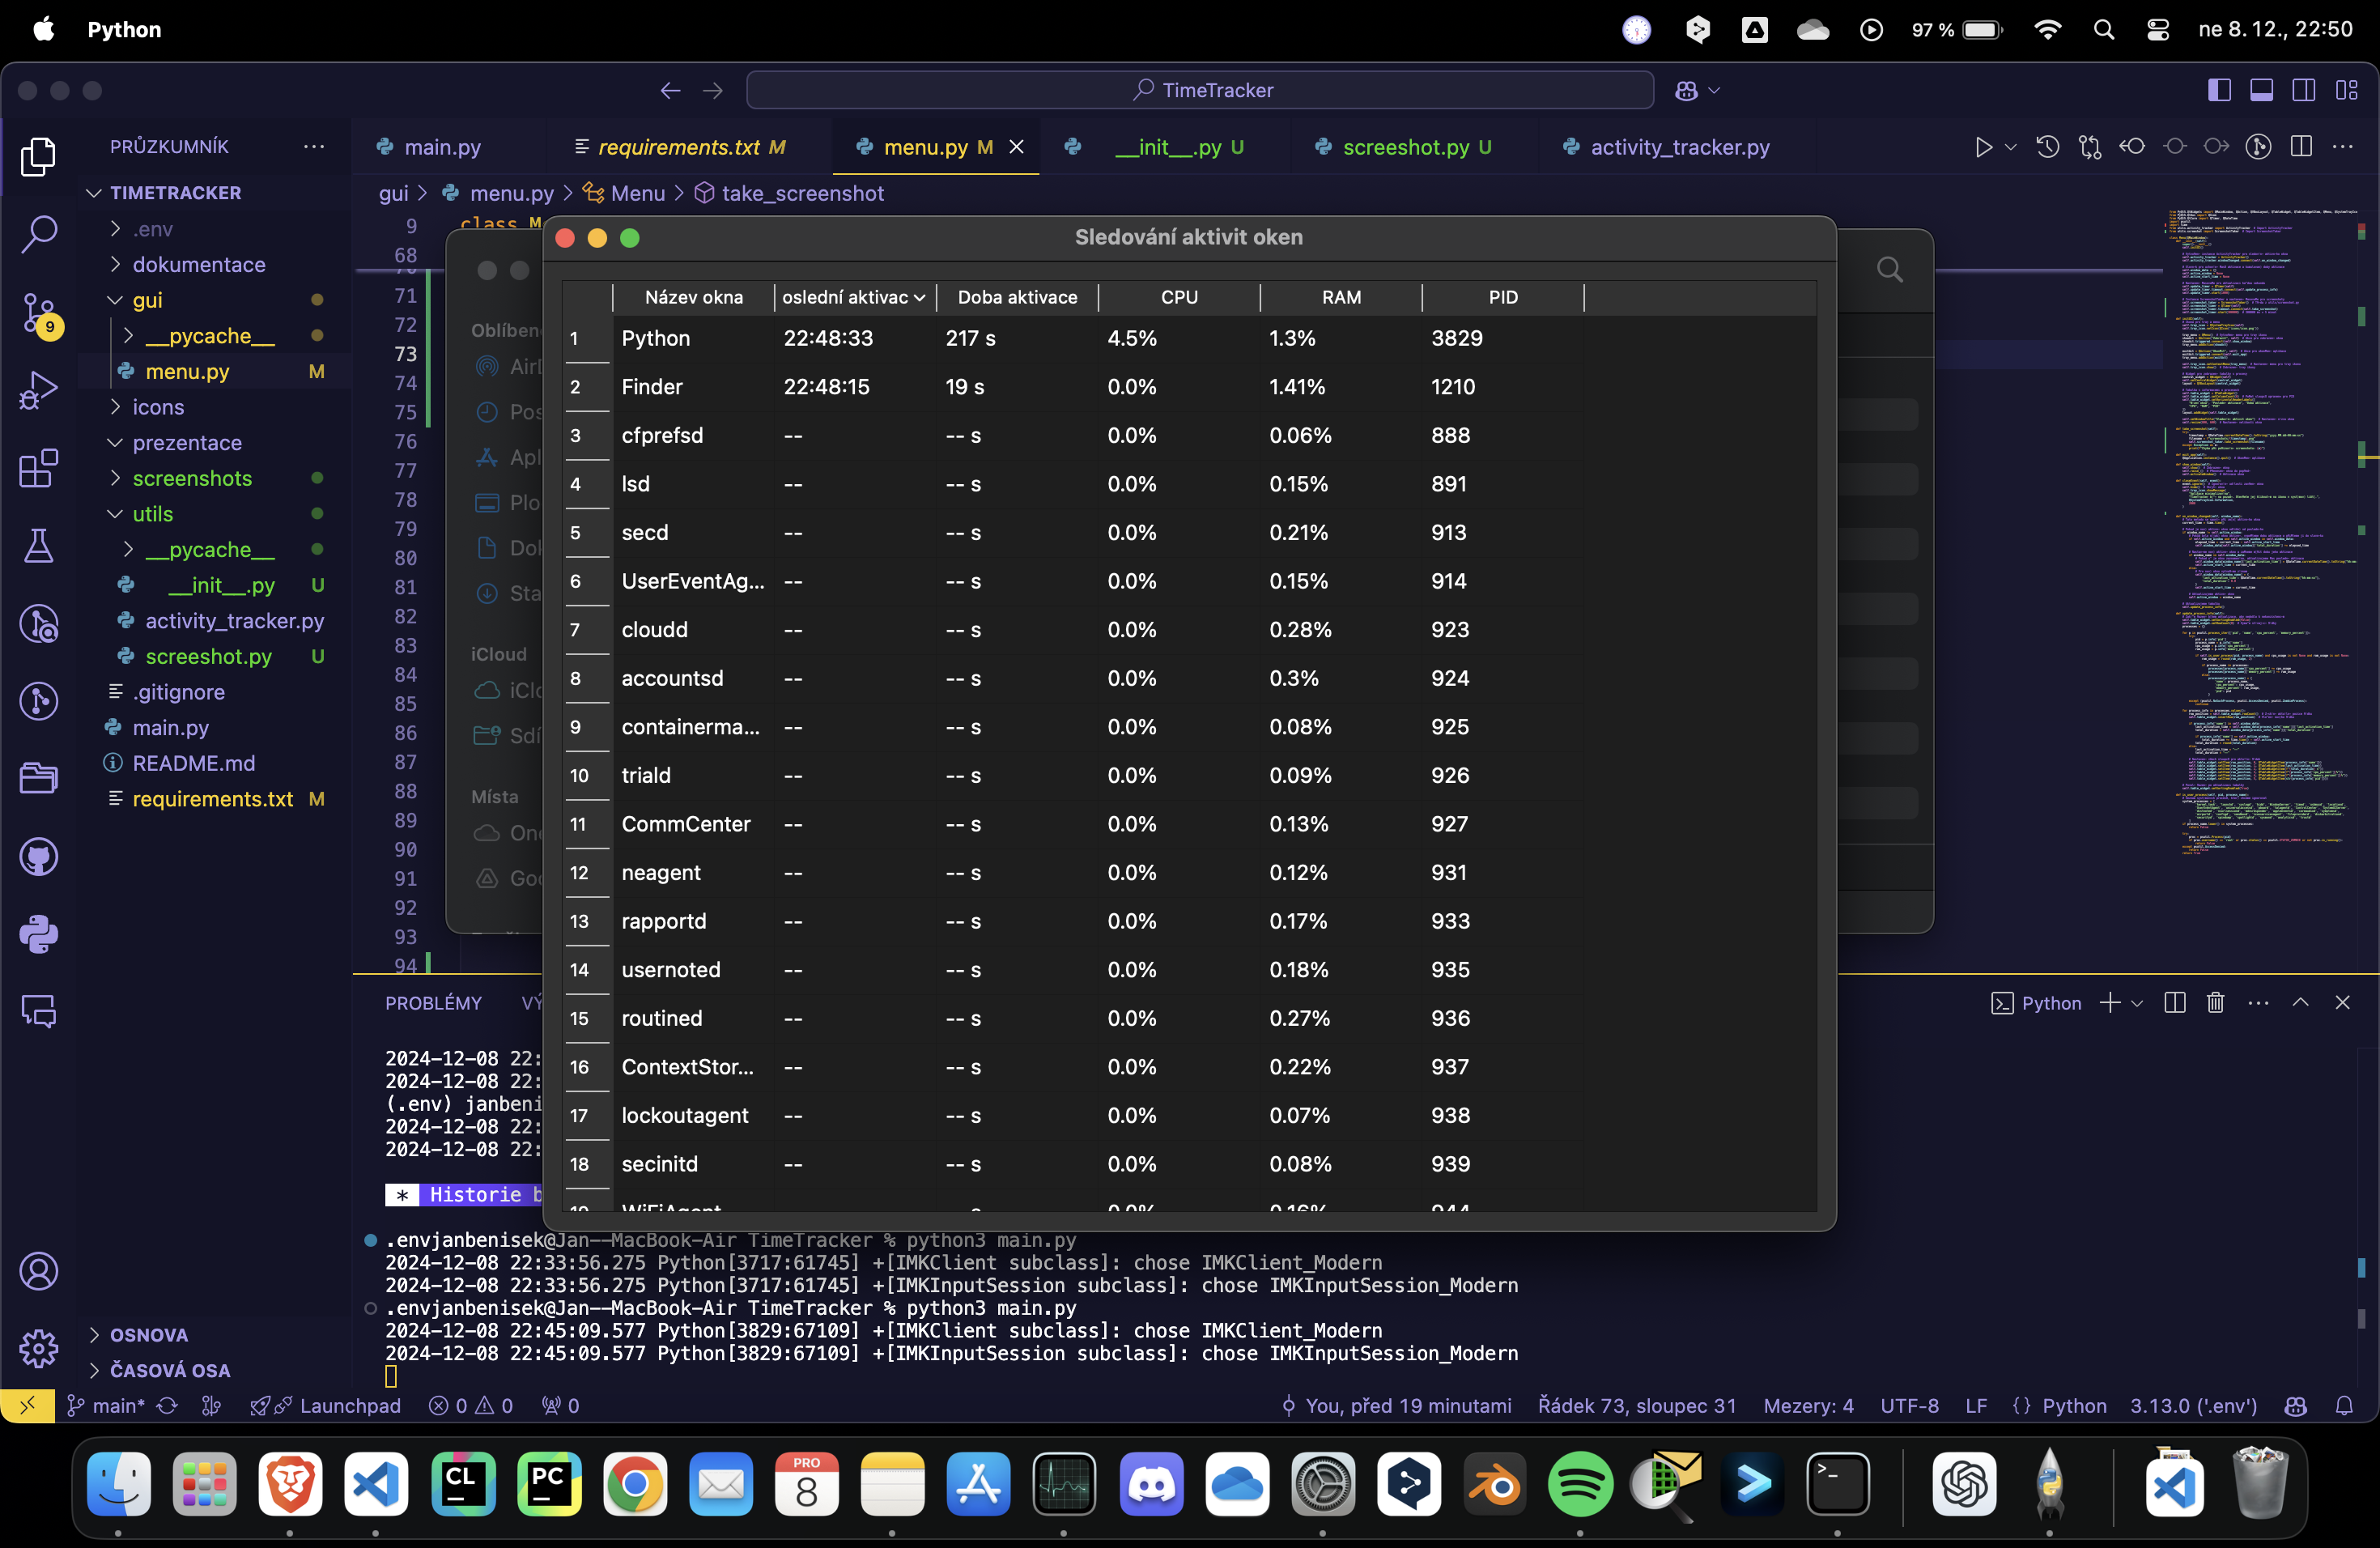 Python
97 %
ne 8. 12., 22:50
TimeTracker
PRŮZKUMNÍK
main.py
requirements.txt M
menu.py M
__init__.py U
screeshot.py U
activity_tracker.py
gui > menu.py > Menu > take_screenshot
TIMETRACKER
.env
dokumentace
gui
__pycache__
menu.py M
icons
prezentace
screenshots
utils
__pycache__
__init__.py U
activity_tracker.py
screeshot.py U
.gitignore
main.py
README.md
requirements.txt M
OSNOVA
ČASOVÁ OSA
9
9 class M
68
71
72
73
74
75
76
77
78
79
80
81
82
83
84
85
86
87
88
89
90
91
92
93
94
Oblíben
Air
Pos
Apl
Plo
Dok
Sta
iCloud
iClo
Sdí
Místa
One
Goo
Sledování aktivit oken
Název okna oslední aktivac Doba aktivace CPU RAM PID
1 Python 22:48:33 217 s 4.5% 1.3% 3829
2 Finder 22:48:15 19 s 0.0% 1.41% 1210
3 cfprefsd -- -- s 0.0% 0.06% 888
4 lsd -- -- s 0.0% 0.15% 891
5 secd -- -- s 0.0% 0.21% 913
6 UserEventAg... -- -- s 0.0% 0.15% 914
7 cloudd -- -- s 0.0% 0.28% 923
8 accountsd -- -- s 0.0% 0.3% 924
9 containerma... -- -- s 0.0% 0.08% 925
10 triald -- -- s 0.0% 0.09% 926
11 CommCenter -- -- s 0.0% 0.13% 927
12 neagent -- -- s 0.0% 0.12% 931
13 rapportd -- -- s 0.0% 0.17% 933
14 usernoted -- -- s 0.0% 0.18% 935
15 routined -- -- s 0.0% 0.27% 936
16 ContextStor... -- -- s 0.0% 0.22% 937
17 lockoutagent -- -- s 0.0% 0.07% 938
18 secinitd -- -- s 0.0% 0.08% 939
19 WiFiAgent -- -- s 0.0% 0.16% 944
PROBLÉMY VÝ
Python
2024-12-08 22:
2024-12-08 22:
(.env) janbeni
2024-12-08 22:
2024-12-08 22:
* Historie b
.envjanbenisek@Jan--MacBook-Air TimeTracker % python3 main.py
2024-12-08 22:33:56.275 Python[3717:61745] +[IMKClient subclass]: chose IMKClient_Modern
2024-12-08 22:33:56.275 Python[3717:61745] +[IMKInputSession subclass]: chose IMKInputSession_Modern
.envjanbenisek@Jan--MacBook-Air TimeTracker % python3 main.py
2024-12-08 22:45:09.577 Python[3829:67109] +[IMKClient subclass]: chose IMKClient_Modern
2024-12-08 22:45:09.577 Python[3829:67109] +[IMKInputSession subclass]: chose IMKInputSession_Modern
main* Launchpad 0 0 0 You, před 19 minutami Řádek 73, sloupec 31 Mezery: 4 UTF-8 LF {} Python 3.13.0 ('.env')
CL
PC
PRO
8
>_